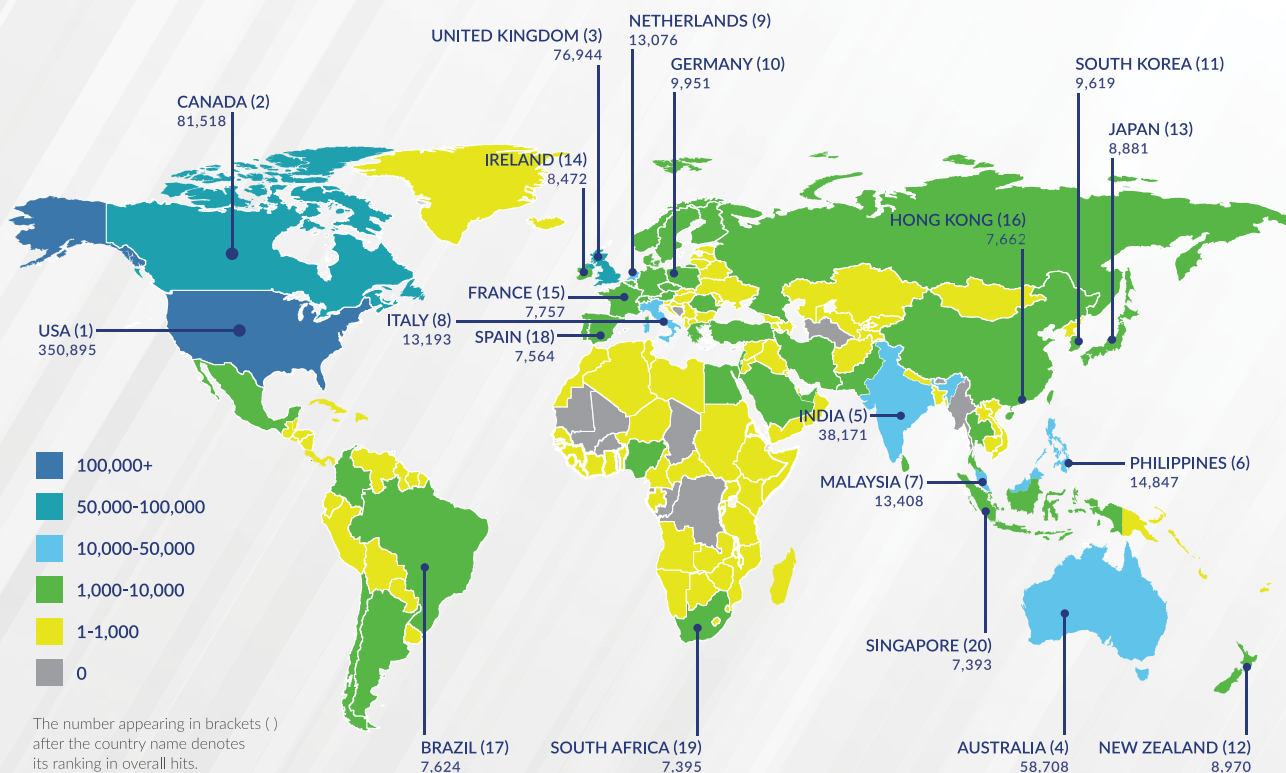 NETHERLANDS (9)
13,076
UNITED KINGDOM (3)
76,944
GERMANY (10)
9,951
SOUTH KOREA (11)
9,619
CANADA (2)
81,518
JAPAN (13)
8,881
IRELAND (14)
8,472
HONG KONG (16)
7,662
FRANCE (15)
7,757
ITALY (8)
13,193
USA (1)
350,895
SPAIN (18)
7,564
INDIA (5)
38,171
PHILIPPINES (6)
14,847
MALAYSIA (7)
13,408
100,000+
50,000-100,000
10,000-50,000
1,000-10,000
1-1,000
0
SINGAPORE (20)
7,393
The number appearing in brackets ( )
after the country name denotes
its ranking in overall hits.
BRAZIL (17)
7,624
SOUTH AFRICA (19)
7,395
AUSTRALIA (4)
58,708
NEW ZEALAND (12)
8,970